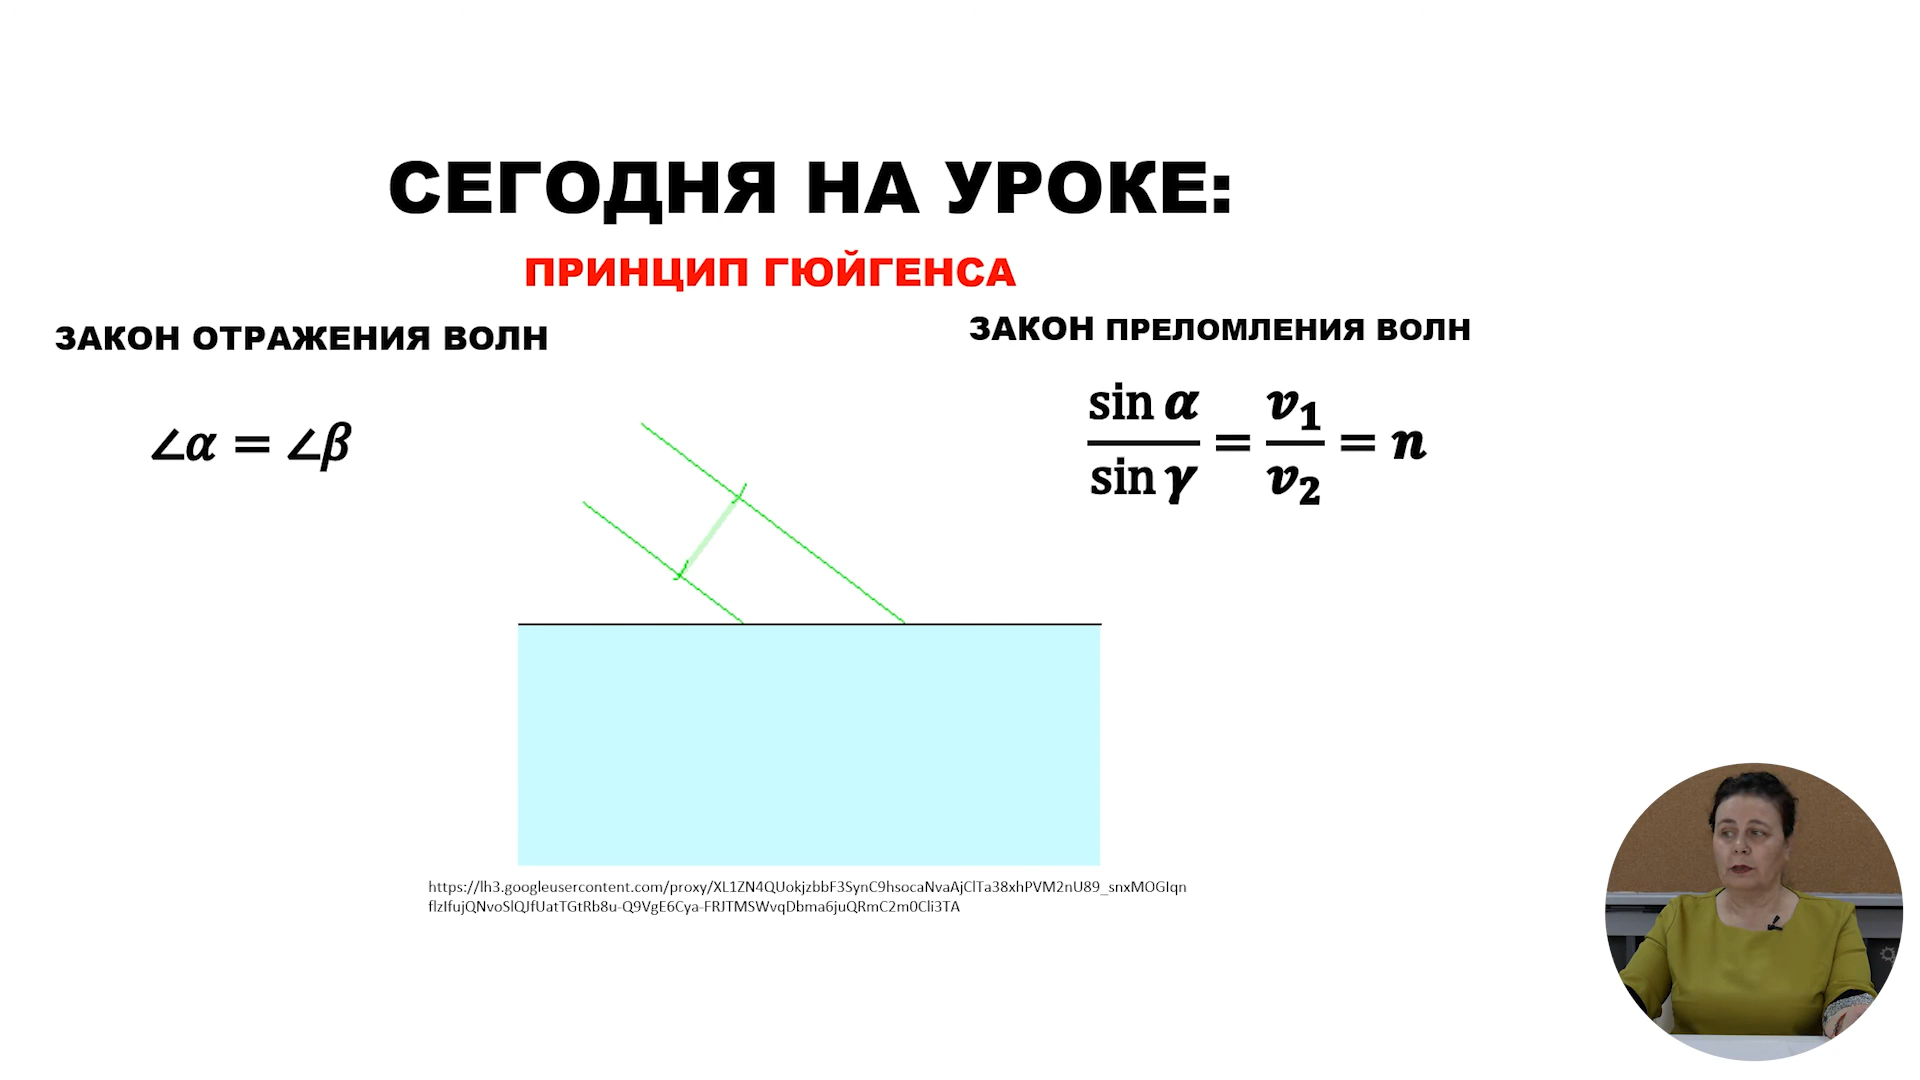 СЕГОДНЯ НА УРОКЕ:
ПРИНЦИП ГЮЙГЕНСА
ЗАКОН ОТРАЖЕНИЯ ВОЛН
∠α = ∠β
ЗАКОН ПРЕЛОМЛЕНИЯ ВОЛН
sin α / sin γ = v₁ / v₂ = n
https://lh3.googleusercontent.com/proxy/XL1ZN4QUokjzbbF3SynC9hsocaNvaAjClTa38xhPVM2nU89_snxMOGIqn
flzIfujQNvoSlQJfUatTGtRb8u-Q9VgE6Cya-FRJTMSWvqDbma6juQRmC2m0Cli3TA